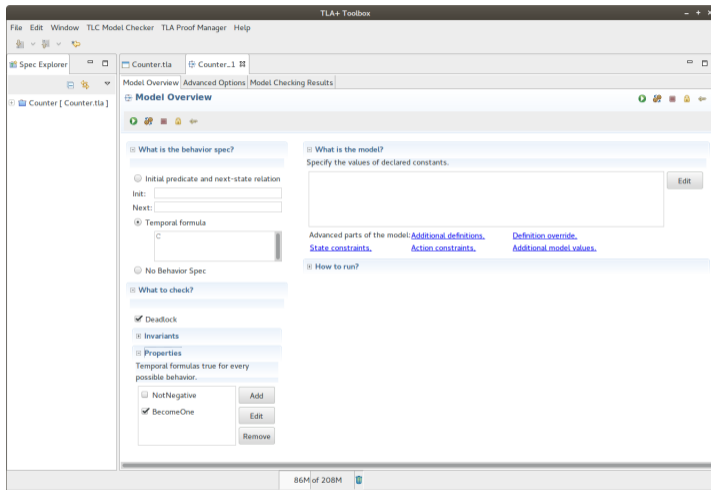 TLA+ Toolbox
File Edit Window TLC Model Checker TLA Proof Manager Help
Spec Explorer
Counter [ Counter.tla ]
Counter.tla Counter_1
Model Overview Advanced Options Model Checking Results
Model Overview
What is the behavior spec?
Initial predicate and next-state relation
Init:
Next:
Temporal formula
C
No Behavior Spec
What to check?
Deadlock
Invariants
Properties
Temporal formulas true for every
possible behavior.
NotNegative
BecomeOne
Add
Edit
Remove
What is the model?
Specify the values of declared constants.
Edit
Advanced parts of the model: Additional definitions. Definition override.
State constraints. Action constraints. Additional model values.
How to run?
86M of 208M